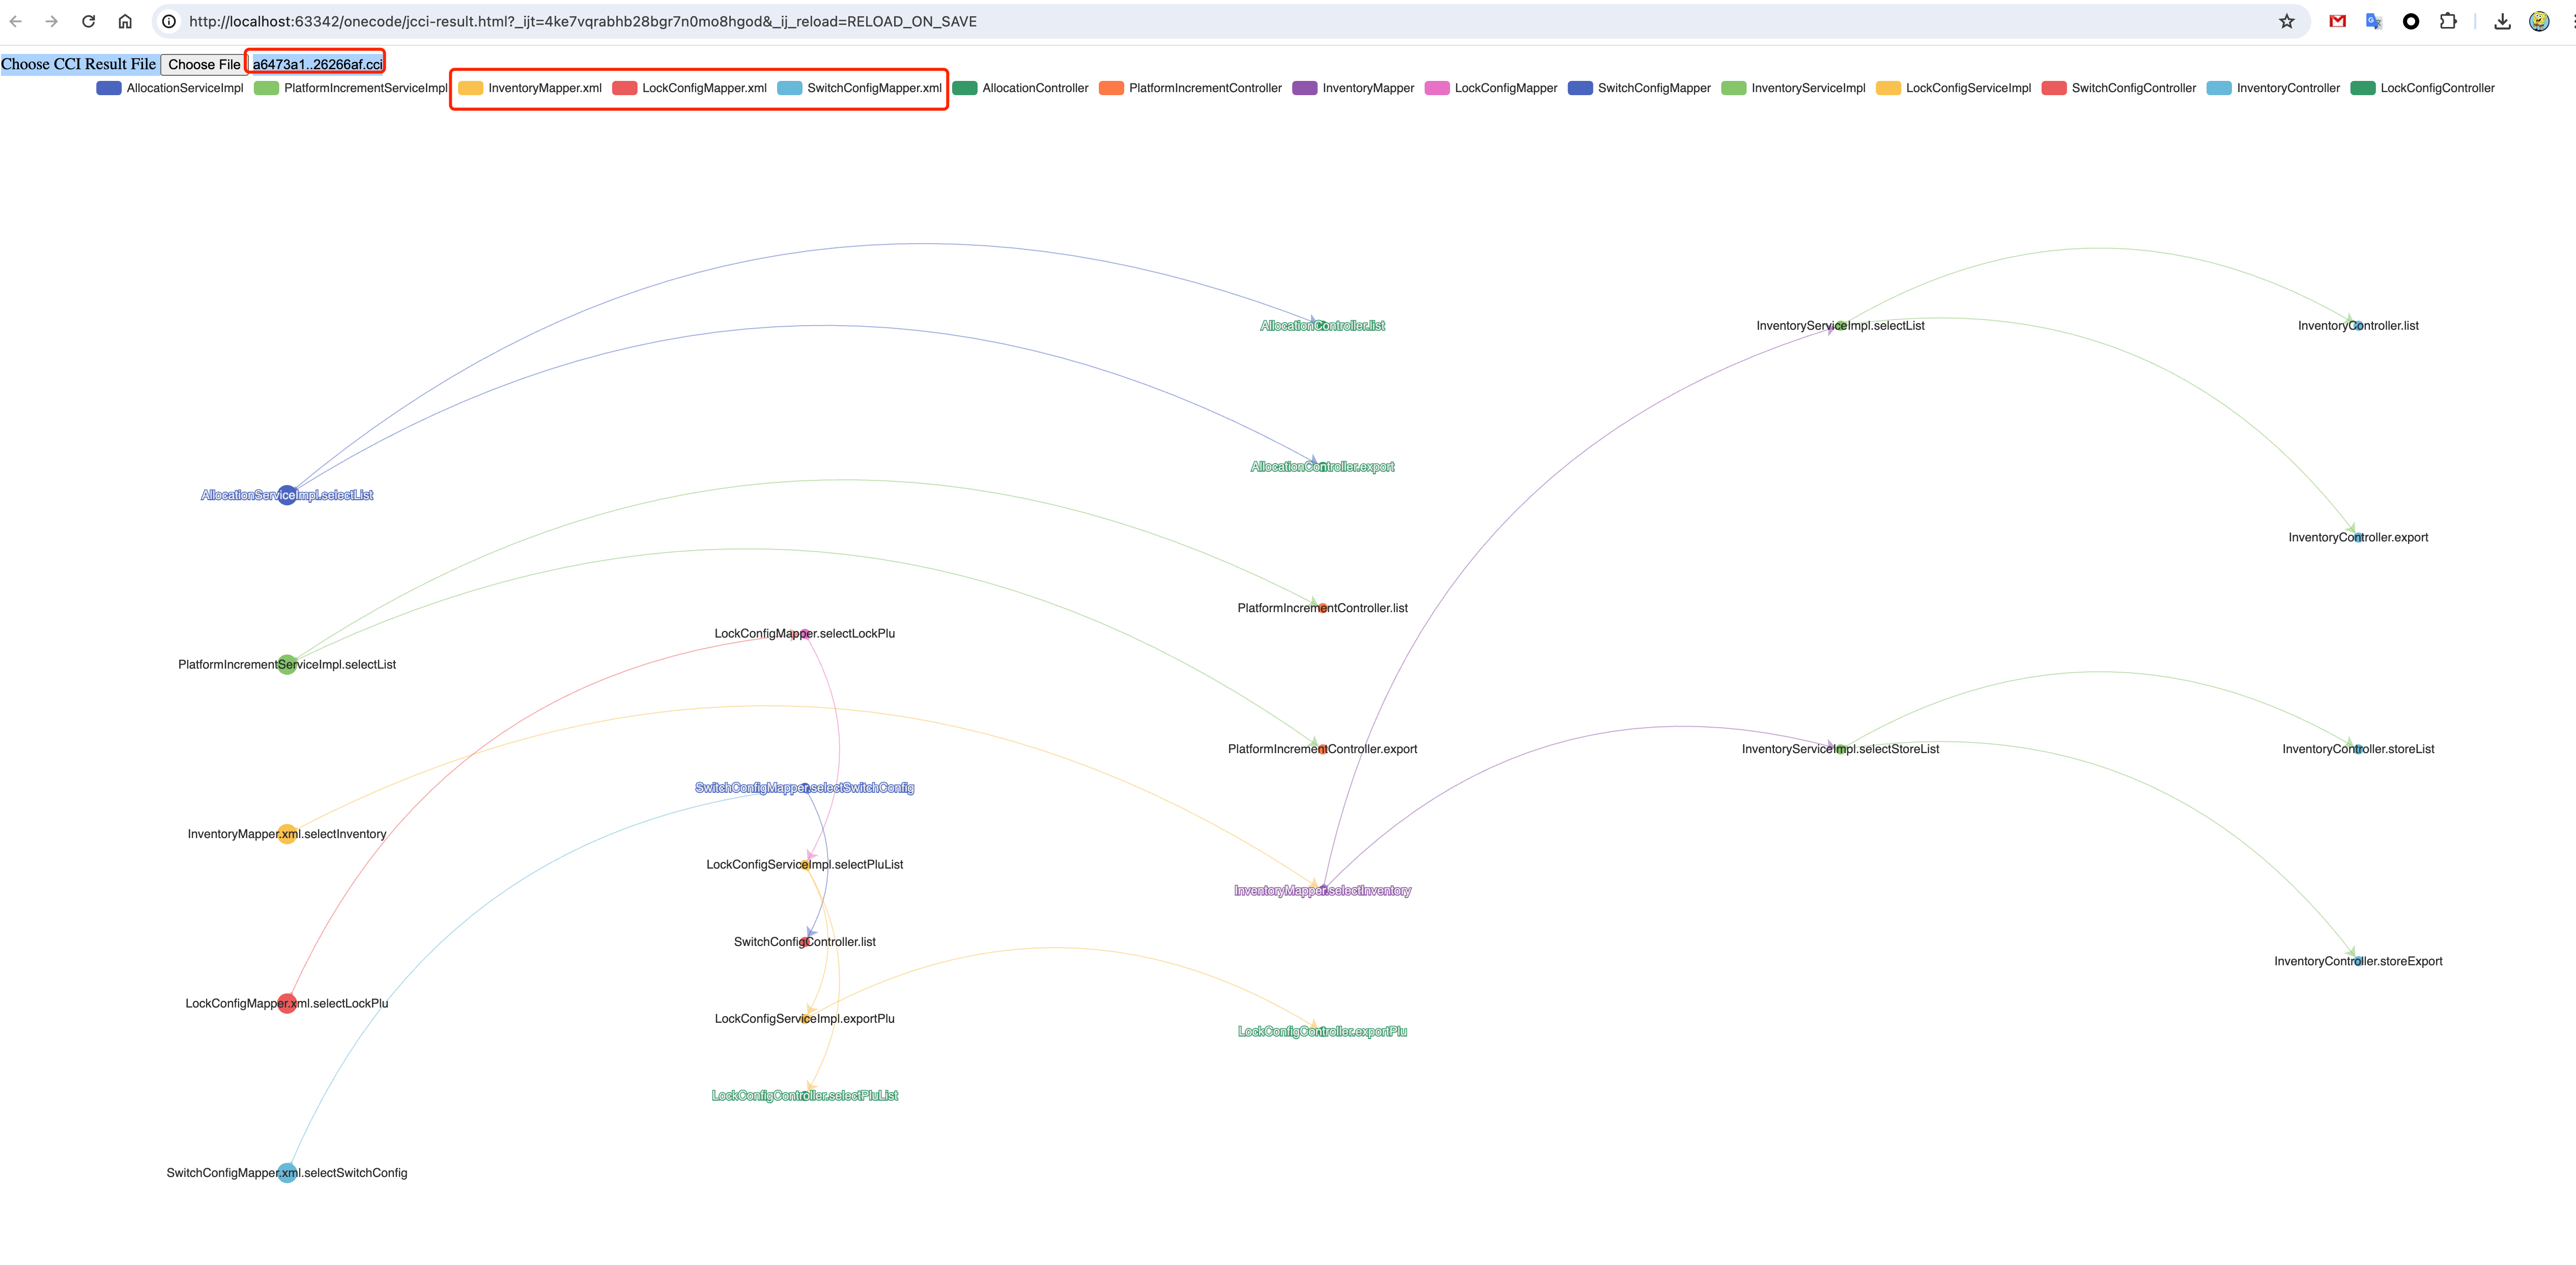 http://localhost:63342/onecode/jcci-result.html?_ijt=4ke7vqrabhb28bgr7n0mo8hgod&_ij_reload=RELOAD_ON_SAVE
Choose CCI Result File Choose File a6473a1..26266af.cci
AllocationServiceImpl PlatformIncrementServiceImpl InventoryMapper.xml LockConfigMapper.xml SwitchConfigMapper.xml AllocationController PlatformIncrementController InventoryMapper LockConfigMapper SwitchConfigMapper InventoryServiceImpl LockConfigServiceImpl SwitchConfigController InventoryController LockConfigController
AllocationController.list InventoryServiceImpl.selectList InventoryController.list
AllocationController.export
AllocationServiceImpl.selectList
InventoryController.export
PlatformIncrementController.list
LockConfigMapper.selectLockPlu
PlatformIncrementServiceImpl.selectList
PlatformIncrementController.export InventoryServiceImpl.selectStoreList InventoryController.storeList
SwitchConfigMapper.selectSwitchConfig
InventoryMapper.xml.selectInventory
LockConfigServiceImpl.selectPluList
InventoryMapper.selectInventory
SwitchConfigController.list
InventoryController.storeExport
LockConfigMapper.xml.selectLockPlu
LockConfigServiceImpl.exportPlu
LockConfigController.exportPlu
LockConfigController.selectPluList
SwitchConfigMapper.xml.selectSwitchConfig